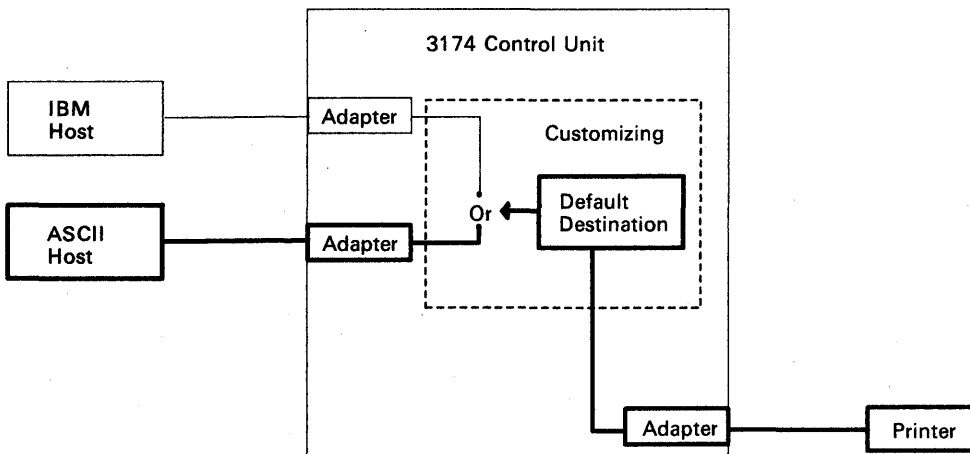 3174 Control Unit
IBM
Host
Adapter
Customizing
Default
Destination
Or
ASCII
Host
Adapter
Adapter
Printer